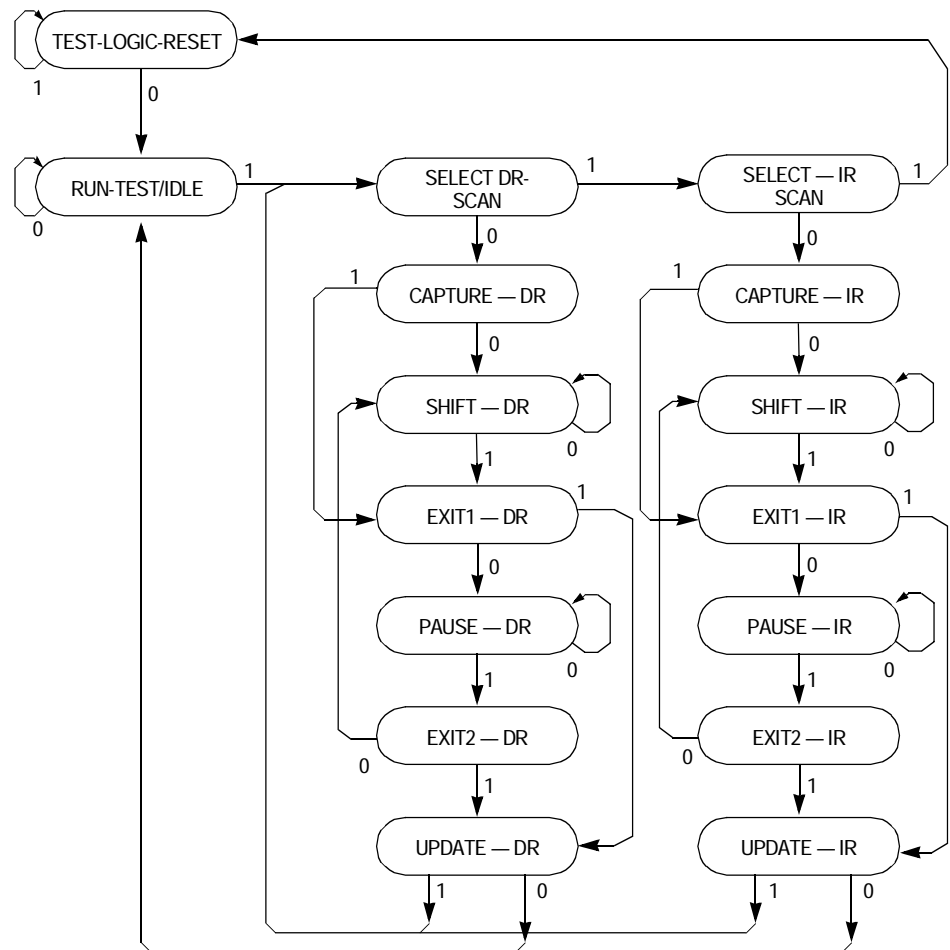 TEST-LOGIC-RESET
1
0
RUN-TEST/IDLE
0
1
SELECT DR-
SCAN
1
SELECT — IR
SCAN
1
0
0
1
CAPTURE — DR
1
CAPTURE — IR
0
0
SHIFT — DR
0
SHIFT — IR
0
1
1
EXIT1 — DR
1
EXIT1 — IR
1
0
0
PAUSE — DR
0
PAUSE — IR
0
1
1
EXIT2 — DR
0
EXIT2 — IR
0
1
1
UPDATE — DR
UPDATE — IR
1
0
1
0